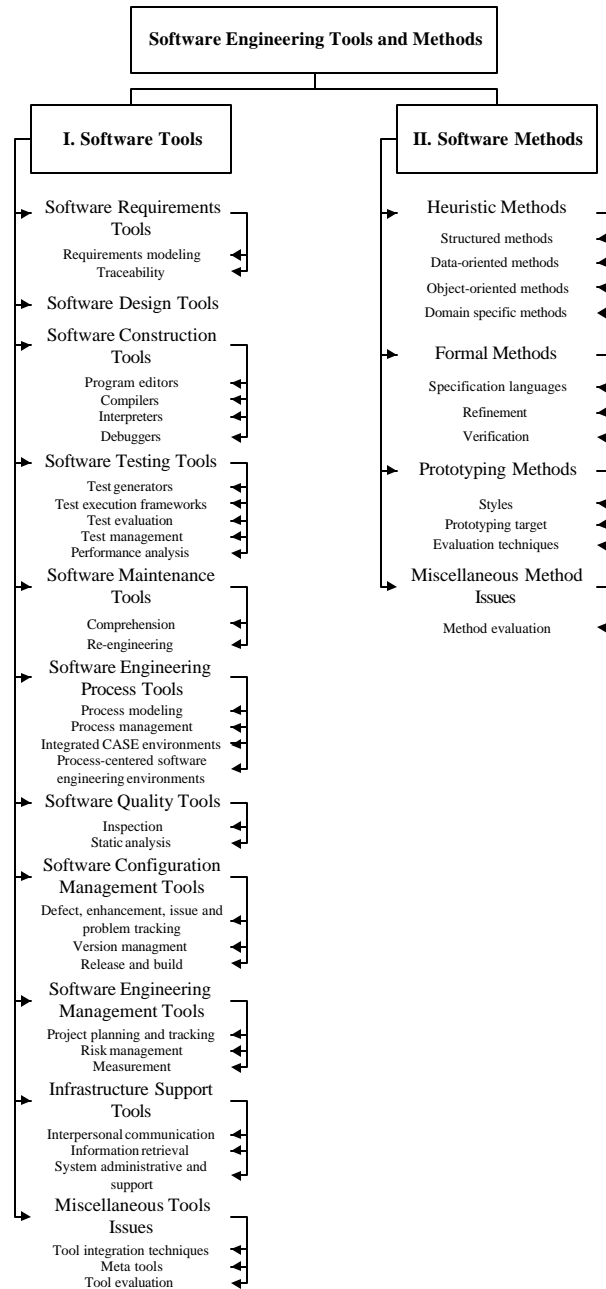 Software Engineering Tools and Methods
I. Software Tools
Software Requirements
Tools
Requirements modeling
Traceability
Software Design Tools
Software Construction
Tools
Program editors
Compilers
Interpreters
Debuggers
Software Testing Tools
Test generators
Test execution frameworks
Test evaluation
Test management
Performance analysis
Software Maintenance
Tools
Comprehension
Re-engineering
Software Engineering
Process Tools
Process modeling
Process management
Integrated CASE environments
Process-centered software
engineering environments
Software Quality Tools
Inspection
Static analysis
Software Configuration
Management Tools
Defect, enhancement, issue and
problem tracking
Version managment
Release and build
Software Engineering
Management Tools
Project planning and tracking
Risk management
Measurement
Infrastructure Support
Tools
Interpersonal communication
Information retrieval
System administrative and
support
Miscellaneous Tools
Issues
Tool integration techniques
Meta tools
Tool evaluation
II. Software Methods
Heuristic Methods
Structured methods
Data-oriented methods
Object-oriented methods
Domain specific methods
Formal Methods
Specification languages
Refinement
Verification
Prototyping Methods
Styles
Prototyping target
Evaluation techniques
Miscellaneous Method
Issues
Method evaluation